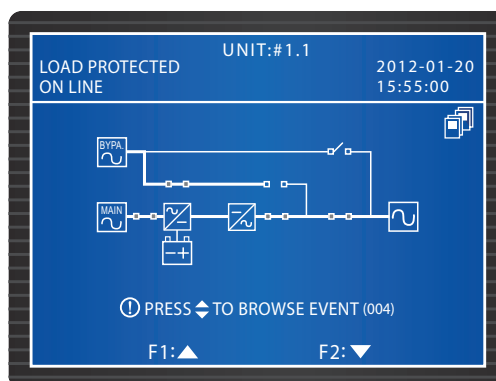 UNIT:#1.1
LOAD PROTECTED
ON LINE
2012-01-20
15:55:00
BYPA.
MAIN
PRESS TO BROWSE EVENT (004)
F1:
F2: